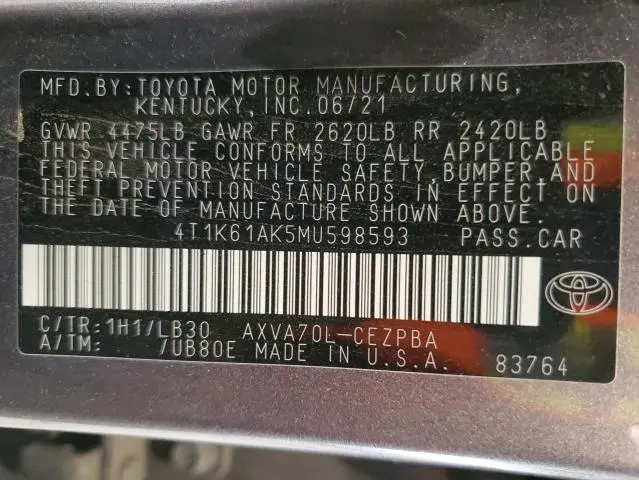 MFD.BY:TOYOTA MOTOR MANUFACTURING,
KENTUCKY, INC. 06/21
GVWR 4475LB GAWR FR 2620LB RR 2420LB
THIS VEHICLE CONFORMS TO ALL APPLICABLE
FEDERAL MOTOR VEHICLE SAFETY, BUMPER, AND
THEFT PREVENTION STANDARDS IN EFFECT ON
THE DATE OF MANUFACTURE SHOWN ABOVE.
4T1K61AK5MU598593 PASS.CAR
C/TR:1H1/LB30 AXVA70L-CEZPBA
A/TM: /UB80E MADE IN U.S.A. 83764